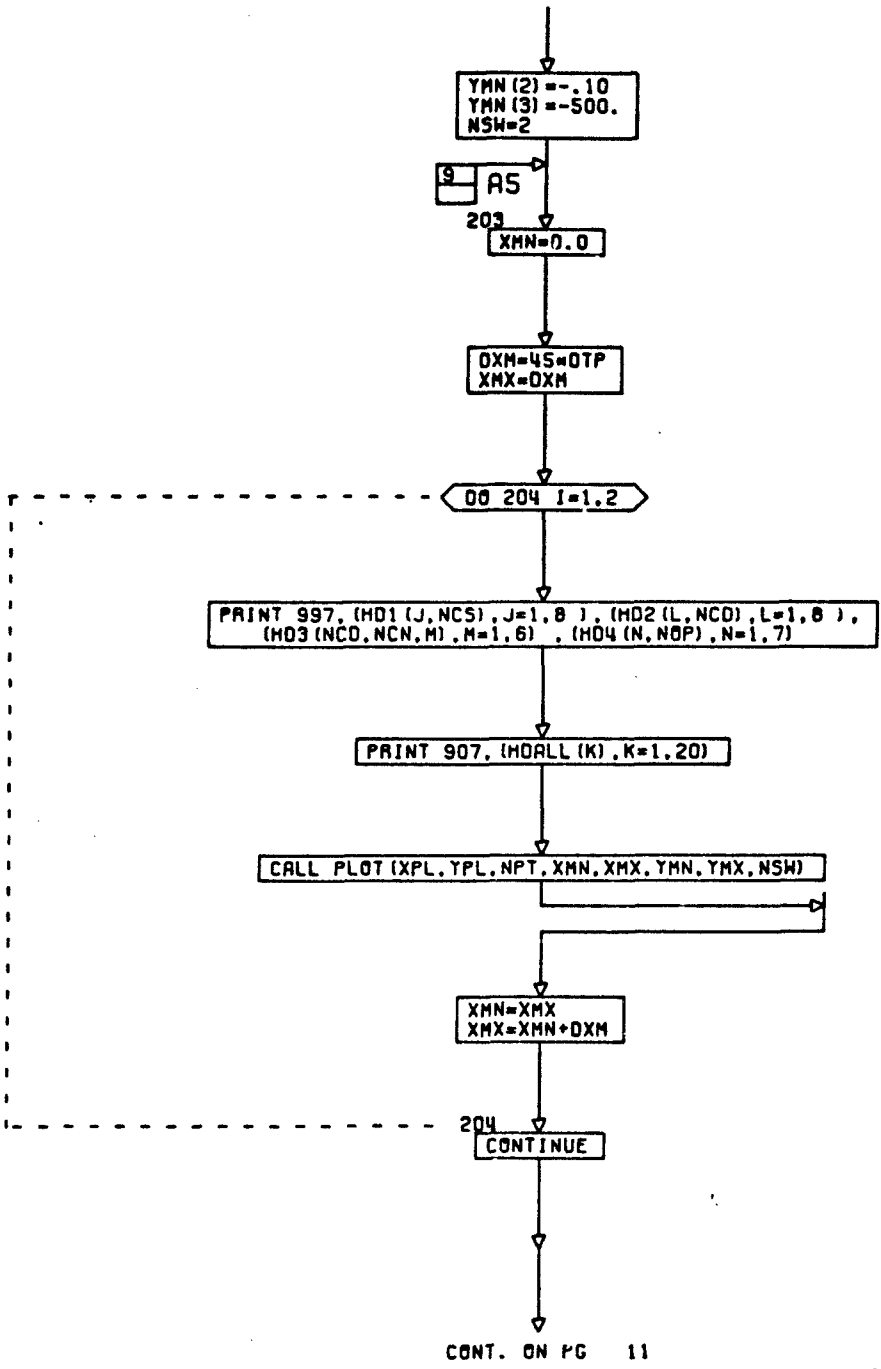 YMN(2)=-.10
YMN(3)=-500.
NSW=2
9
A5
203
XMN=0.0
DXM=45*DTP
XMX=DXM
DO 204 I=1,2
PRINT 997,(HD1(J,NCS),J=1,8 ),(HD2(L,NCD),L=1,8 ),
(HD3(NCD,NCN,M),M=1,6) ,(HD4(N,NOP),N=1,7)
PRINT 907,(HDALL(K),K=1,20)
CALL PLOT(XPL,YPL,NPT,XMN,XMX,YMN,YMX,NSW)
XMN=XMX
XMX=XMN+DXM
204
CONTINUE
CONT. ON PG 11